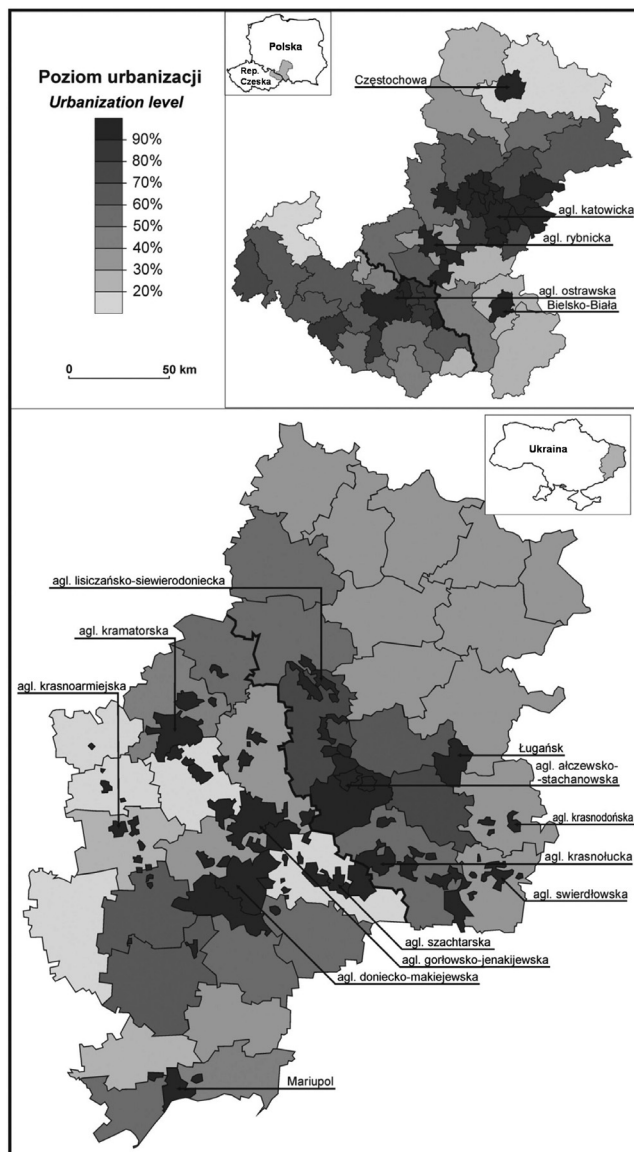 Poziom urbanizacji
Urbanization level
90%
80%
70%
60%
50%
40%
30%
20%
0
50 km
Polska
Rep.
Czeska
Częstochowa
agl. katowicka
agl. rybnicka
agl. ostrawska
Bielsko-Biała
Ukraina
agl. lisiczańsko-siewierodoniecka
agl. kramatorska
agl. krasnoarmiejska
Ługańsk
agl. ałczewsko-
-stachanowska
agl. krasnodońska
agl. krasnołucka
agl. swierdłowska
agl. szachtarska
agl. gorłowsko-jenakijewska
agl. doniecko-makiejewska
Mariupol